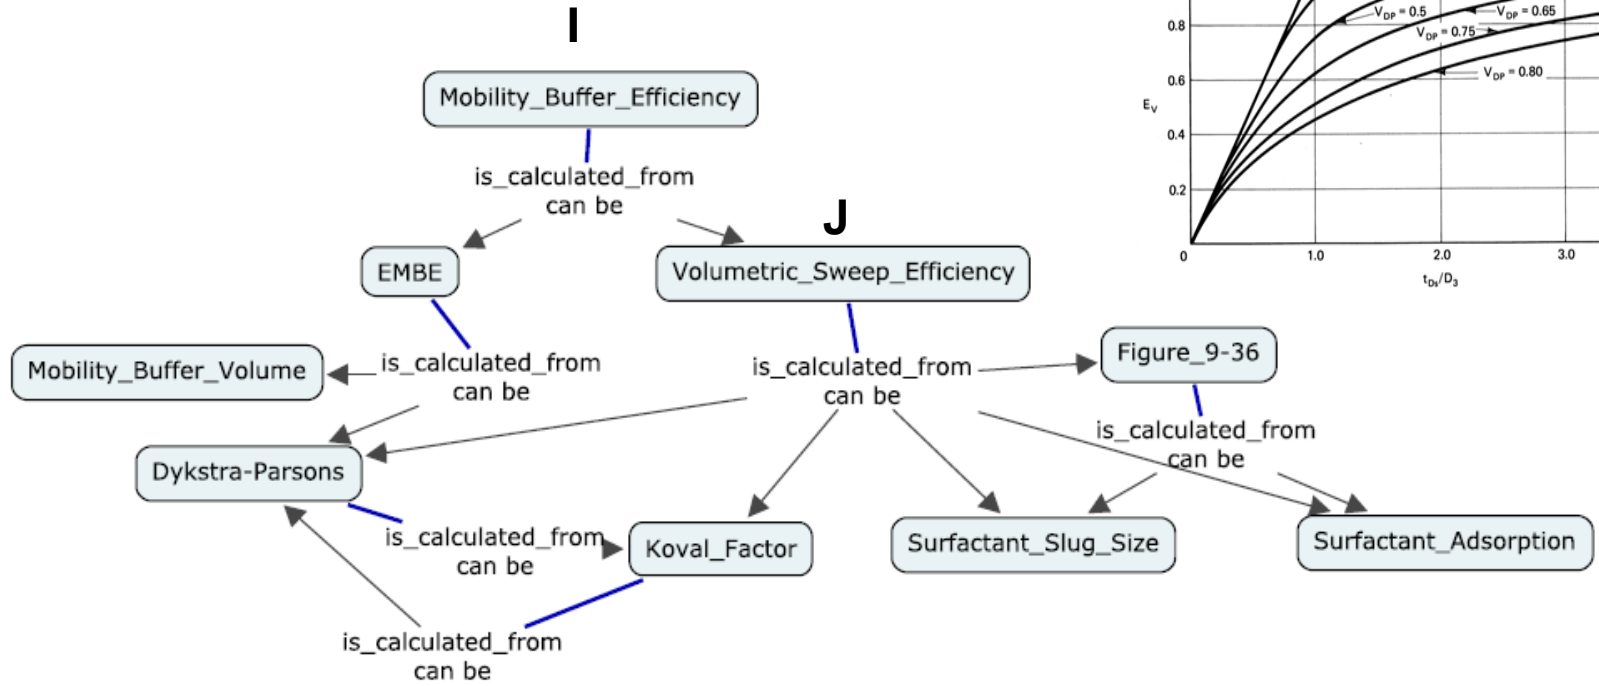 I
Mobility_Buffer_Efficiency
is_calculated_from
can be
J
EMBE
Volumetric_Sweep_Efficiency
Mobility_Buffer_Volume
is_calculated_from
can be
is_calculated_from
can be
Figure_9-36
is_calculated_from
can be
Dykstra-Parsons
is_calculated_from
can be
Koval_Factor
Surfactant_Slug_Size
Surfactant_Adsorption
is_calculated_from
can be
0.8
0.6
0.4
0.2
0
E_V
V_DP = 0.5
V_DP = 0.65
V_DP = 0.75
V_DP = 0.80
1.0
2.0
3.0
t_Ds/D_3